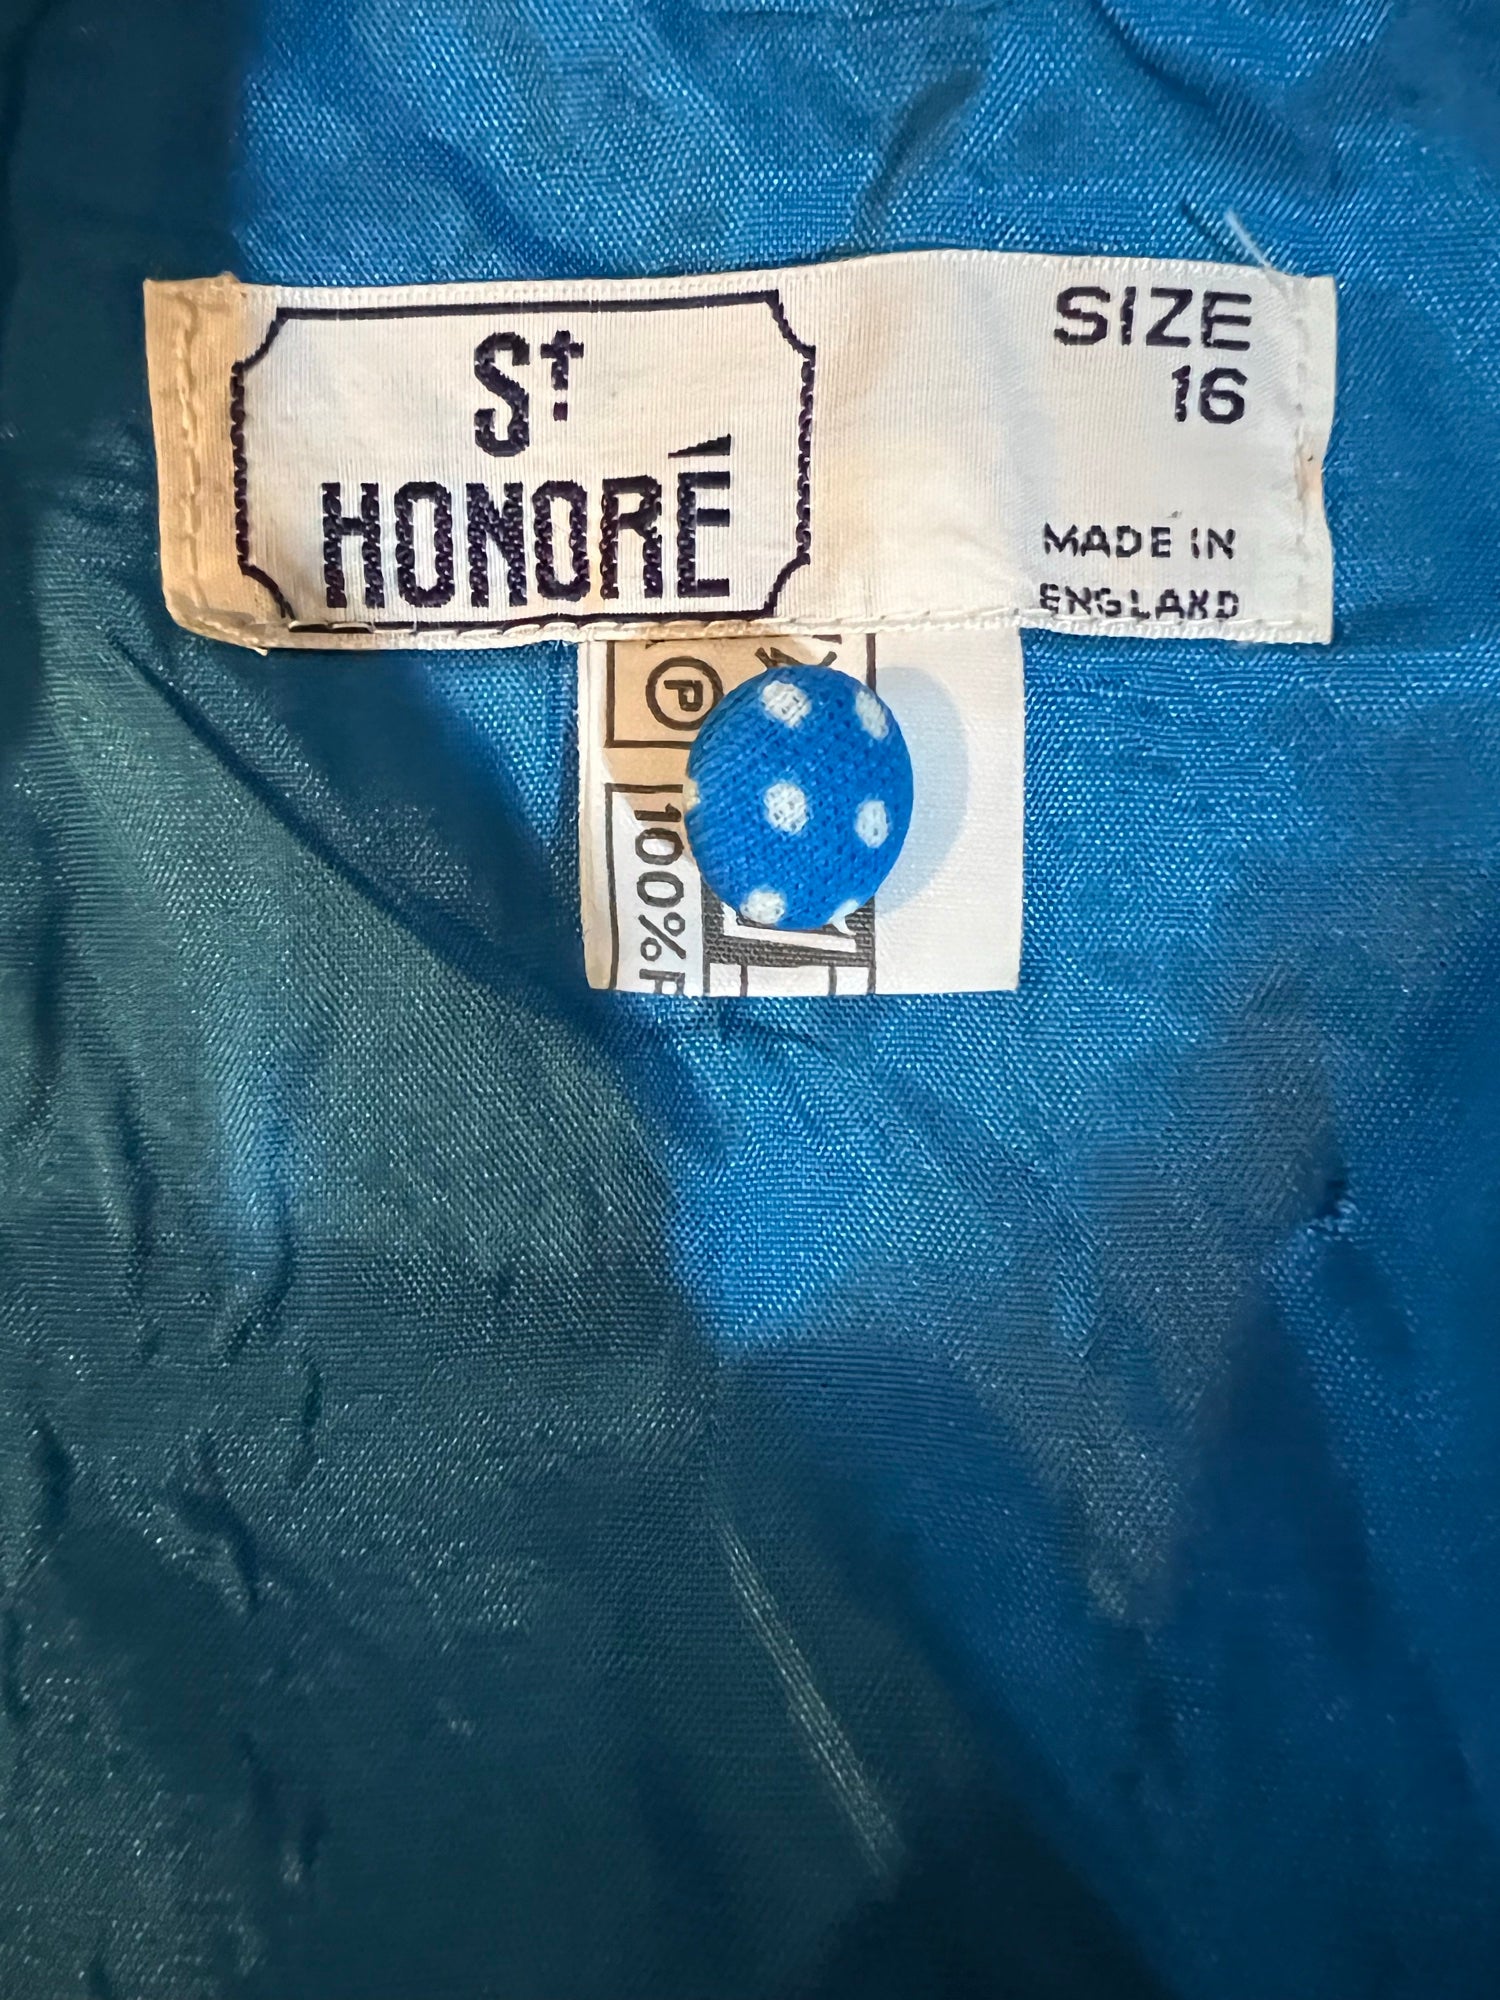 St
HONORÉ
SIZE
16
MADE IN
ENGLAND
P
100%